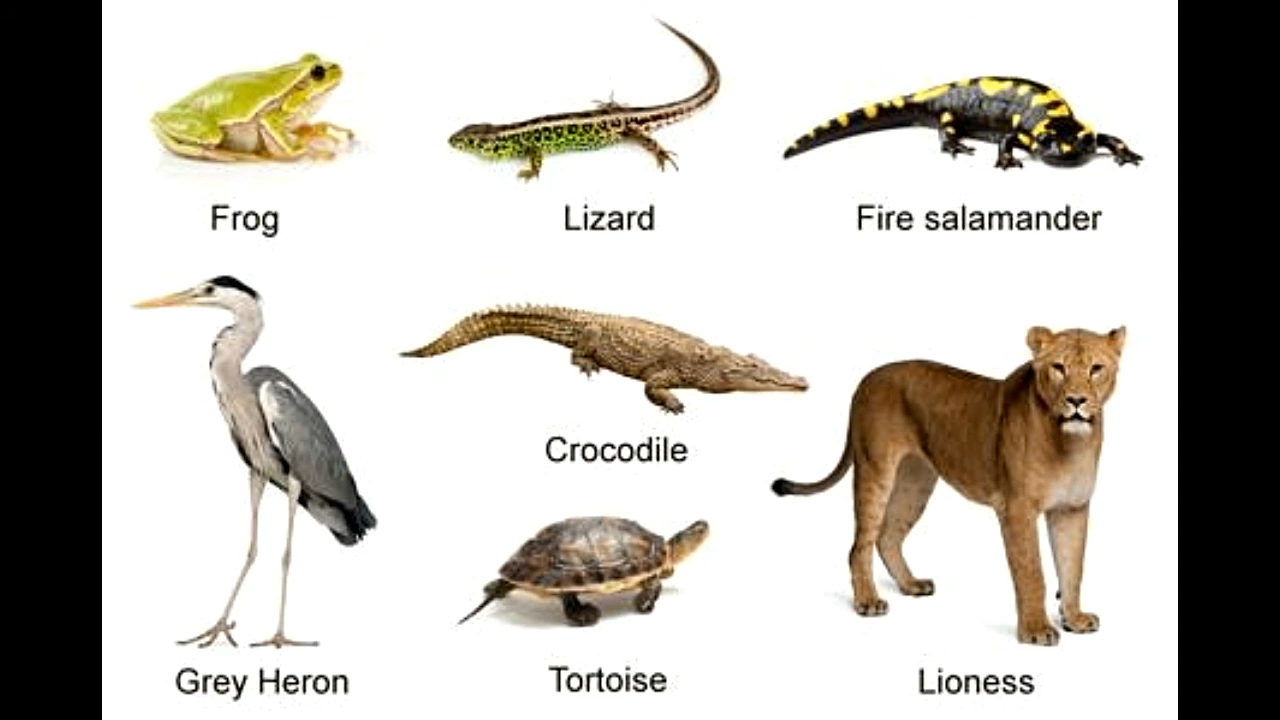 Frog
Lizard
Fire salamander
Crocodile
Grey Heron
Tortoise
Lioness